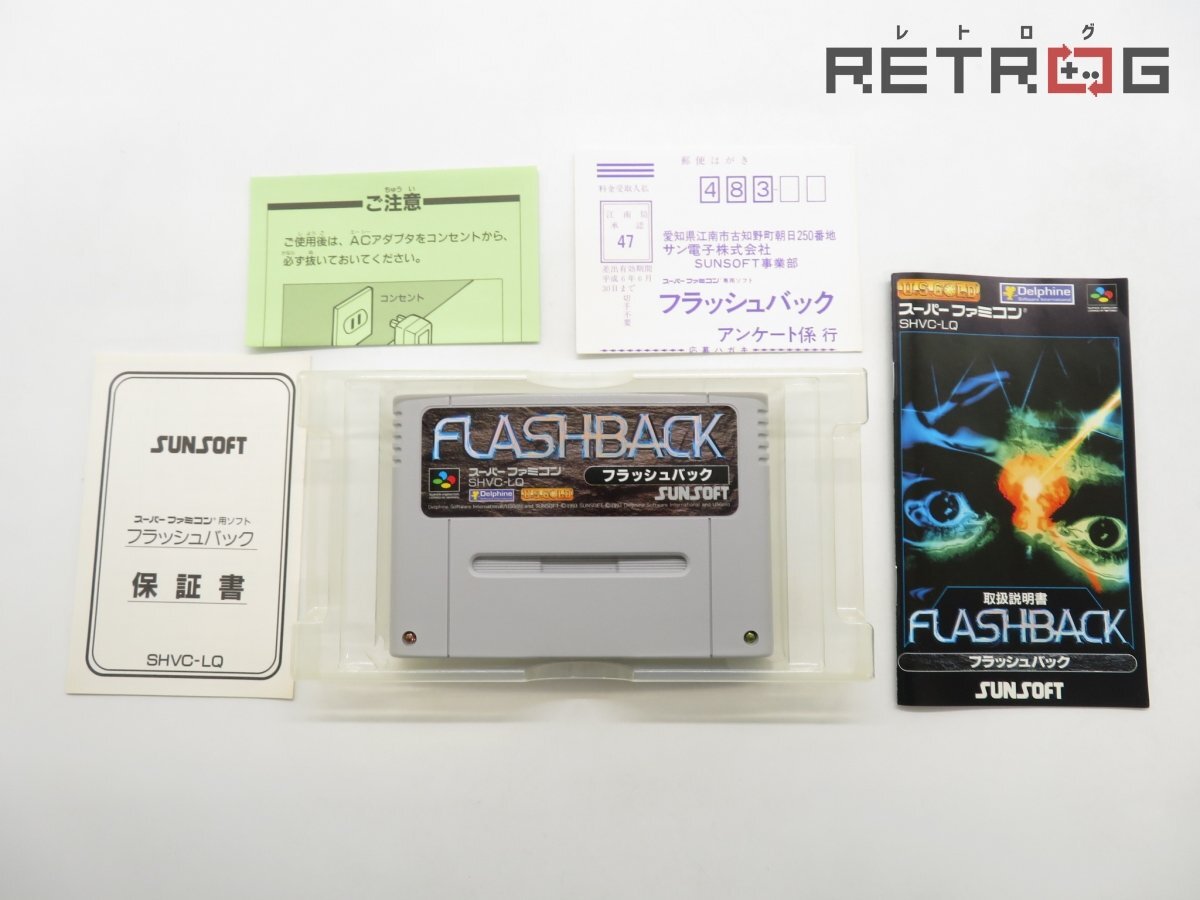 レトログ
RETROG
ちゅうい
ご注意
ご使用後は、ACアダプタをコンセントから、
必ず抜いておいてください。
コンセント
郵便はがき
料金受取人払
483-
江南局
承認
47
差出有効期間
平成6年6月
30日まで
切手不要
愛知県江南市古知野町朝日250番地
サン電子株式会社
SUNSOFT事業部
スーパーファミコン専用ソフト
フラッシュバック
アンケート係 行
応募ハガキ
SUNSOFT
スーパーファミコン®用ソフト
フラッシュバック
保証書
SHVC-LQ
FLASHBACK
スーパーファミコン
SHVC-LQ
フラッシュバック
Delphine
U.S.GOLD
SUNSOFT
U.S.GOLD
Delphine
Software International
スーパーファミコン®
SHVC-LQ
取扱説明書
FLASHBACK
フラッシュバック
SUNSOFT